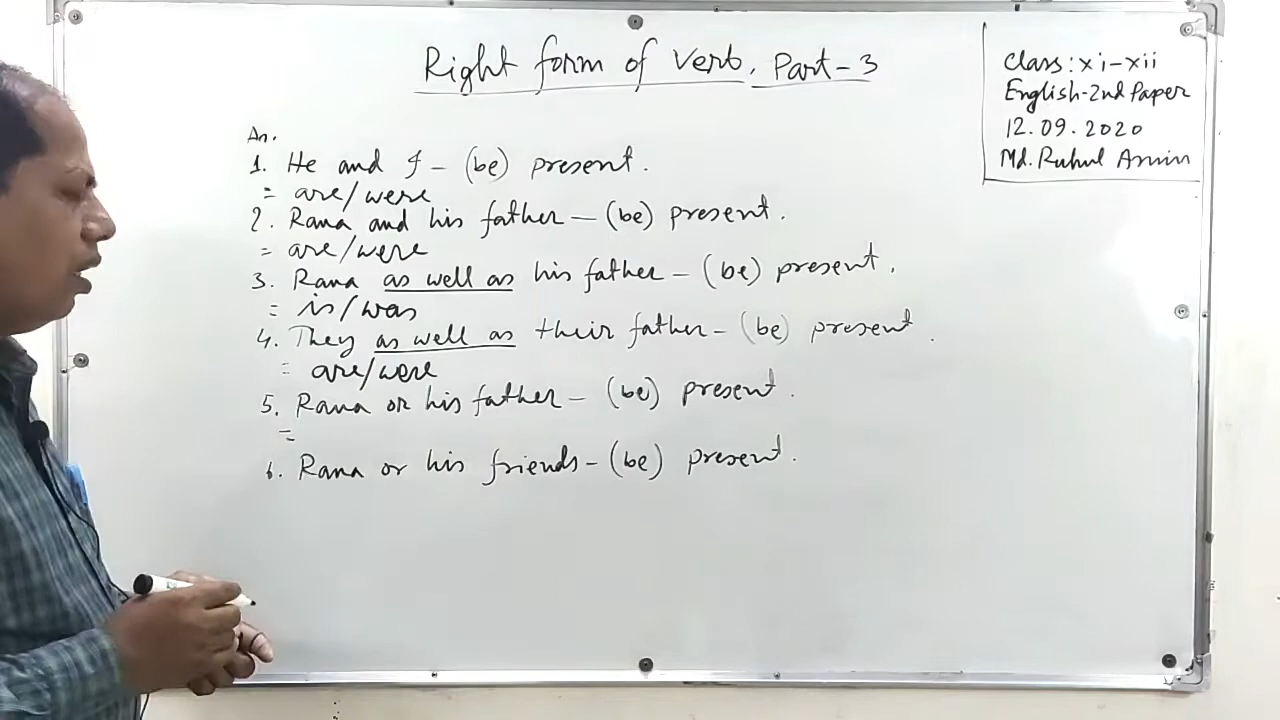 Right form of Verb. Part-3
Class: xi-xii
English-2nd Paper
12.09.2020
Md. Ruhul Amin
An.
1. He and I - (be) present.
= are/were
2. Rana and his father - (be) present.
= are/were
3. Rana as well as his father - (be) present.
= is/was
4. They as well as their father - (be) present.
= are/were
5. Rana or his father - (be) present.
=
6. Rana or his friends - (be) present.